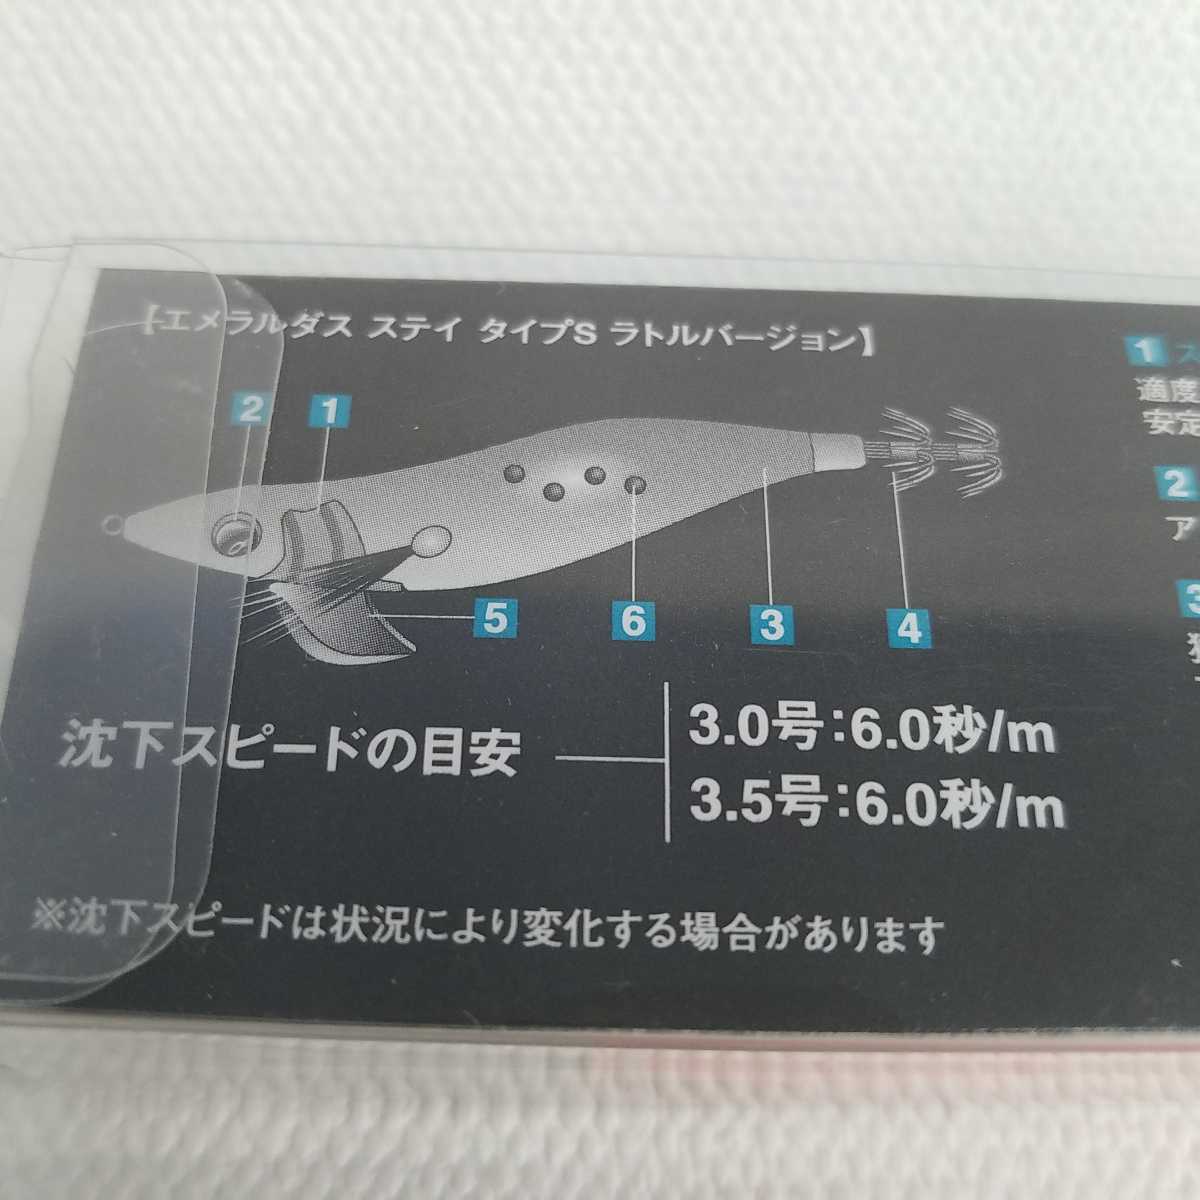 【エメラルダス ステイ タイプS ラトルバージョン】
2
1
5
6
3
4
沈下スピードの目安
3.0号:6.0秒/m
3.5号:6.0秒/m
※沈下スピードは状況により変化する場合があります
1 ス
適度
安定
2
ア
3